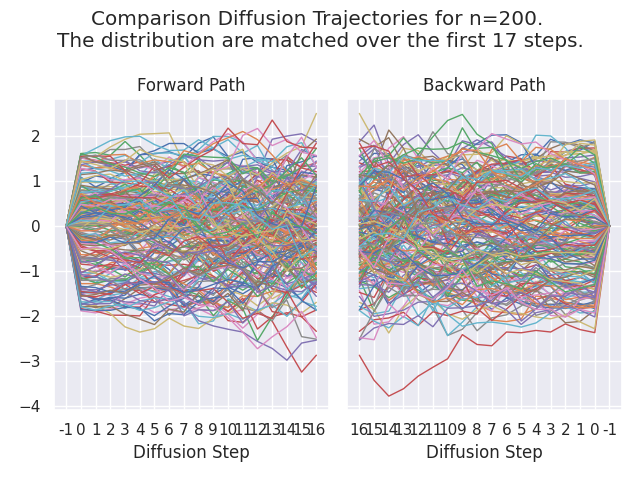 Comparison Diffusion Trajectories for n=200.
The distribution are matched over the first 17 steps.
Forward Path
Backward Path
2
1
0
−1
−2
−3
−4
-1 0 1 2 3 4 5 6 7 8 9 10 11 12 13 14 15 16
16 15 14 13 12 11 10 9 8 7 6 5 4 3 2 1 0 -1
Diffusion Step
Diffusion Step